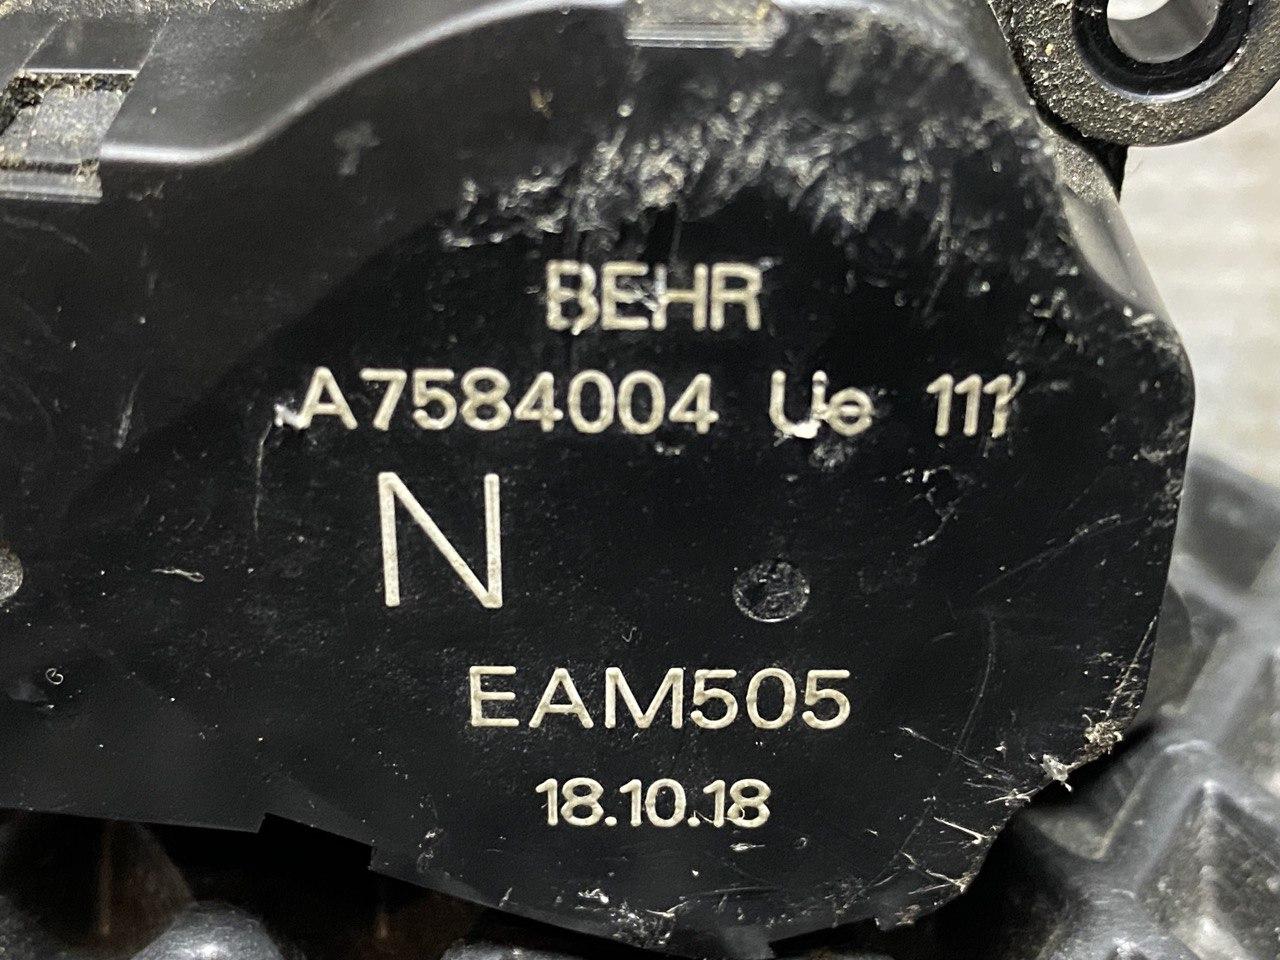 BEHR
A7584004 Ue 111
N
EAM505
18.10.18